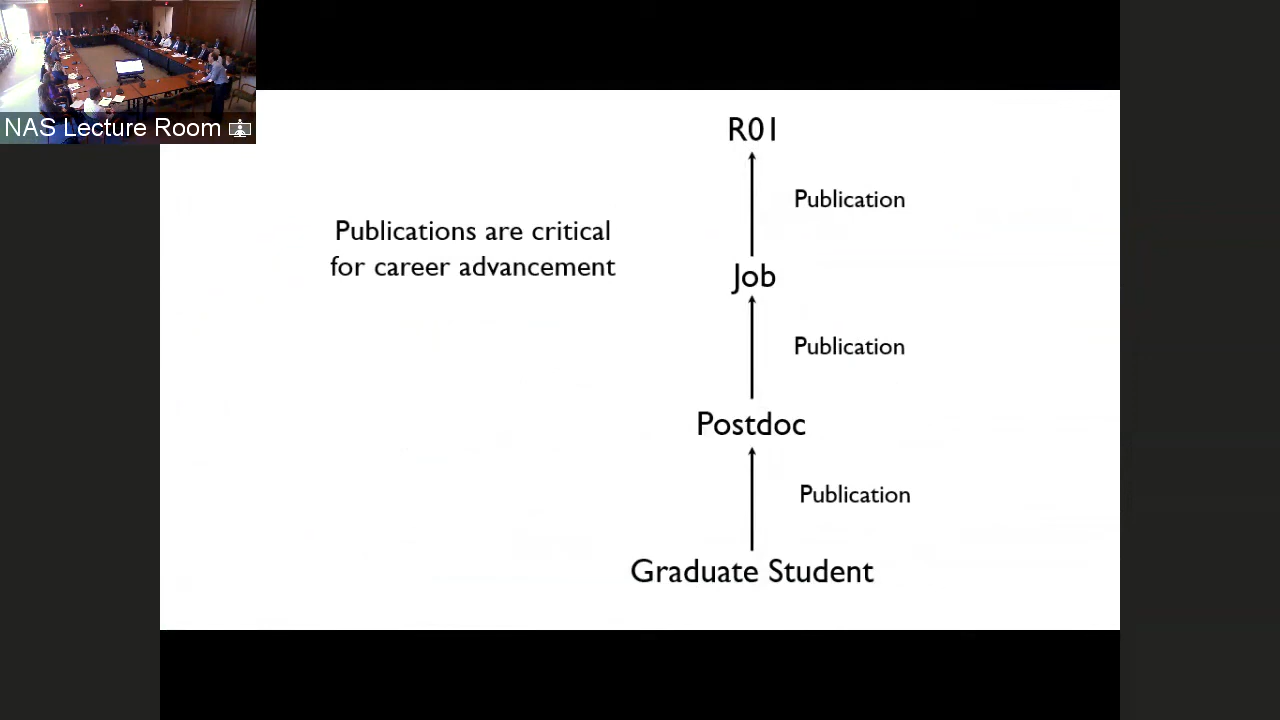 NAS Lecture Room
R01
Publication
Publications are critical
for career advancement
Job
Publication
Postdoc
Publication
Graduate Student